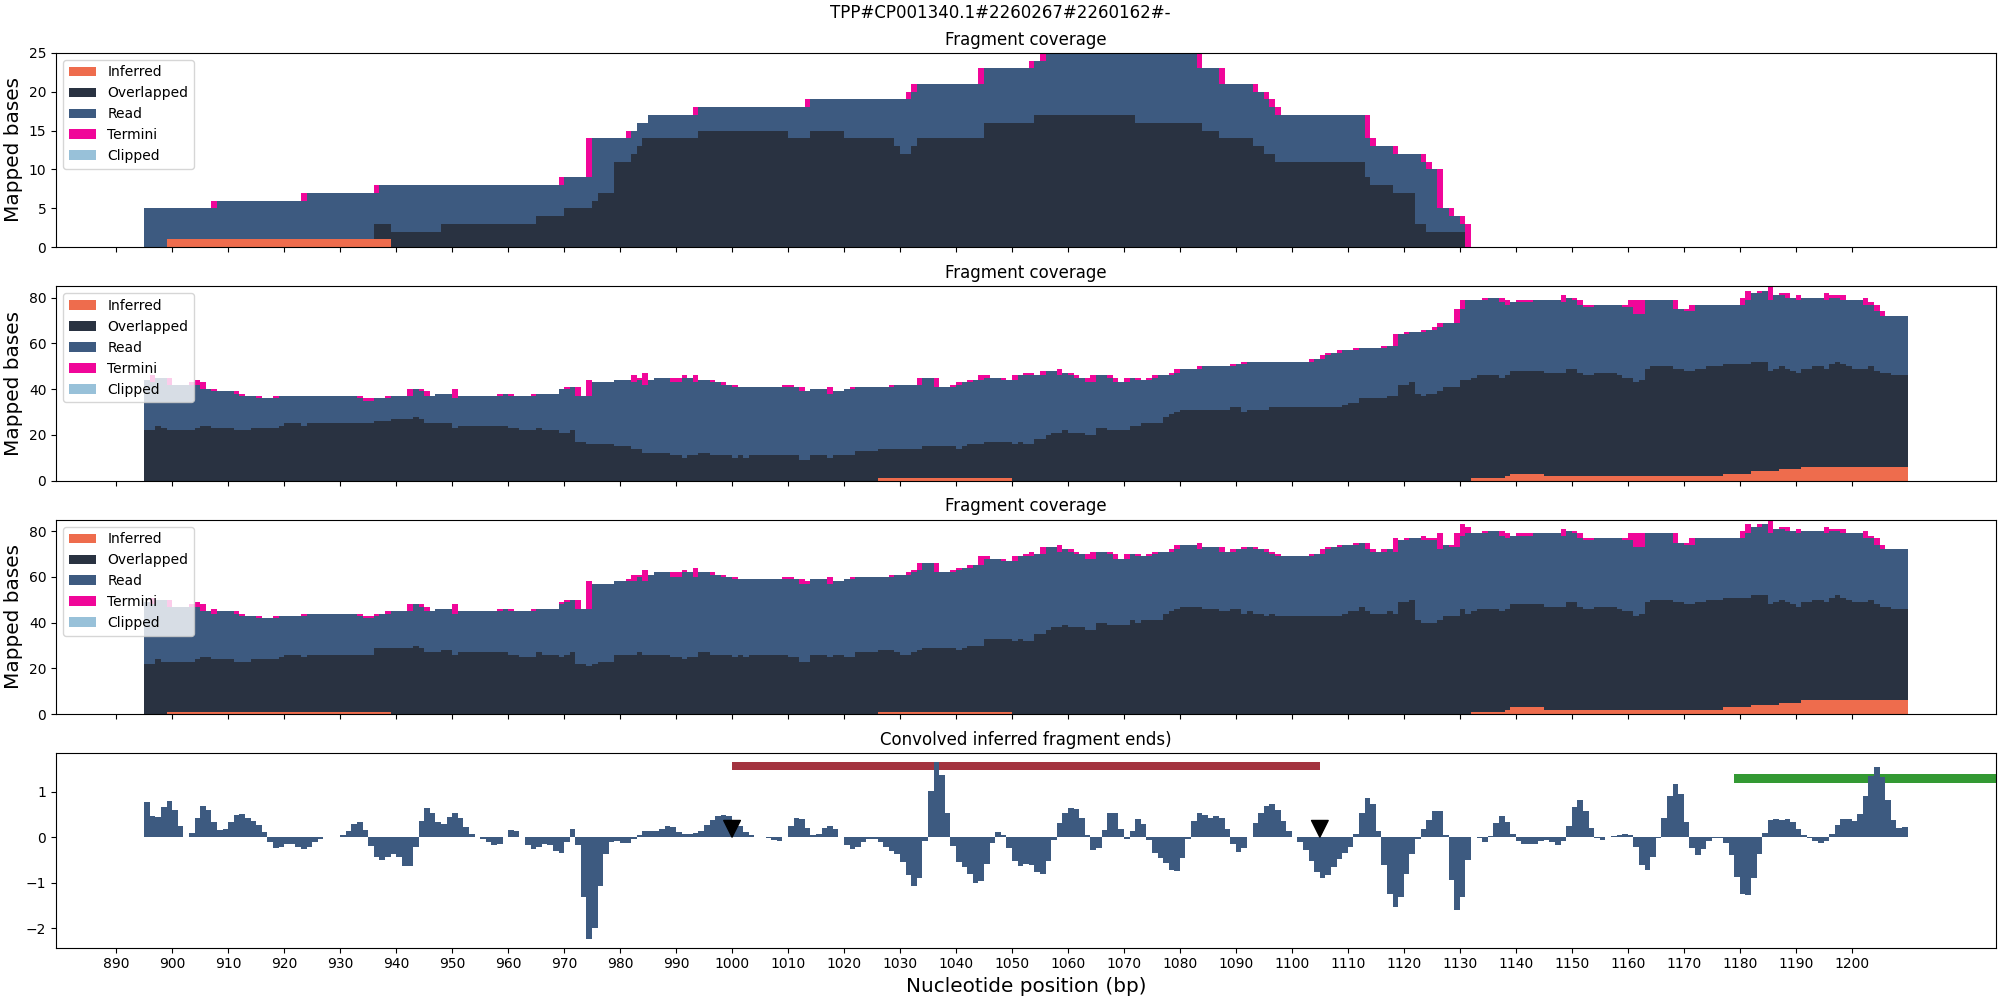 TPP#CP001340.1#2260267#2260162#-
Fragment coverage
Mapped bases
25
20
15
10
5
0
Inferred
Overlapped
Read
Termini
Clipped
Fragment coverage
Mapped bases
80
60
40
20
0
Inferred
Overlapped
Read
Termini
Clipped
Fragment coverage
Mapped bases
80
60
40
20
0
Inferred
Overlapped
Read
Termini
Clipped
Convolved inferred fragment ends)
1
0
−1
−2
890 900 910 920 930 940 950 960 970 980 990 1000 1010 1020 1030 1040 1050 1060 1070 1080 1090 1100 1110 1120 1130 1140 1150 1160 1170 1180 1190 1200
Nucleotide position (bp)